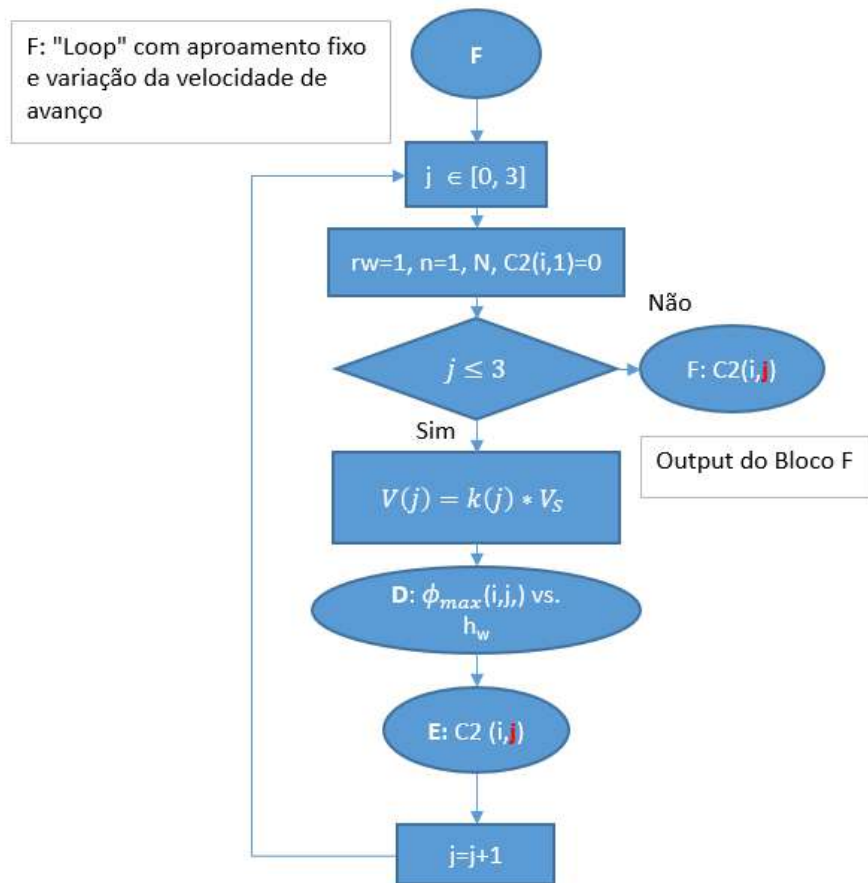 F: "Loop" com aproamento fixo
e variação da velocidade de
avanço
F
j ∈ [0, 3]
rw=1, n=1, N, C2(i,1)=0
Não
j ≤ 3
F: C2(i,j)
Sim
Output do Bloco F
V(j) = k(j) * V_S
D: ϕ_max(i,j,) vs.
h_w
E: C2 (i,j)
j=j+1